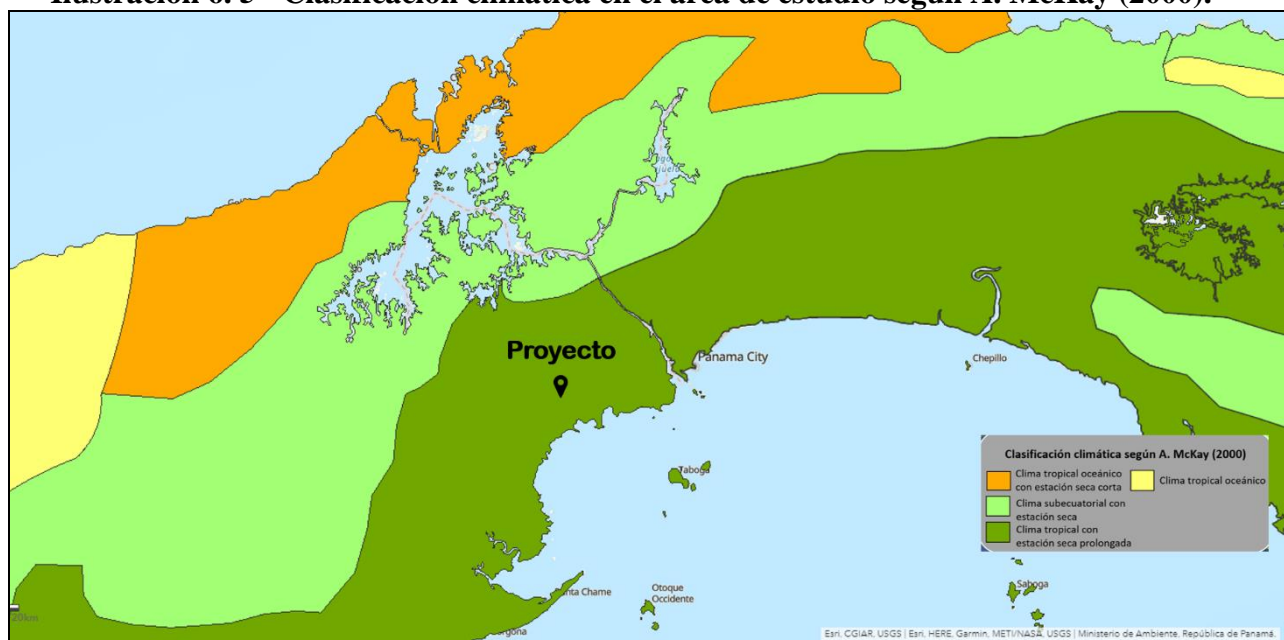 Ilustración 6. 3 - Clasificación climática en el área de estudio según A. McKay (2000).
Proyecto
Panama City
Chepillo
Taboga
Clasificación climática según A. McKay (2000)
Clima tropical oceánico
con estación seca corta
Clima tropical oceánico
Clima subecuatorial con
estación seca
Clima tropical con
estación seca prolongada
Otoque
Occidente
Saboga
20km
Esri, CGIAR, USGS | Esri, HERE, Garmin, METI/NASA, USGS | Ministerio de Ambiente, República de Panamá.